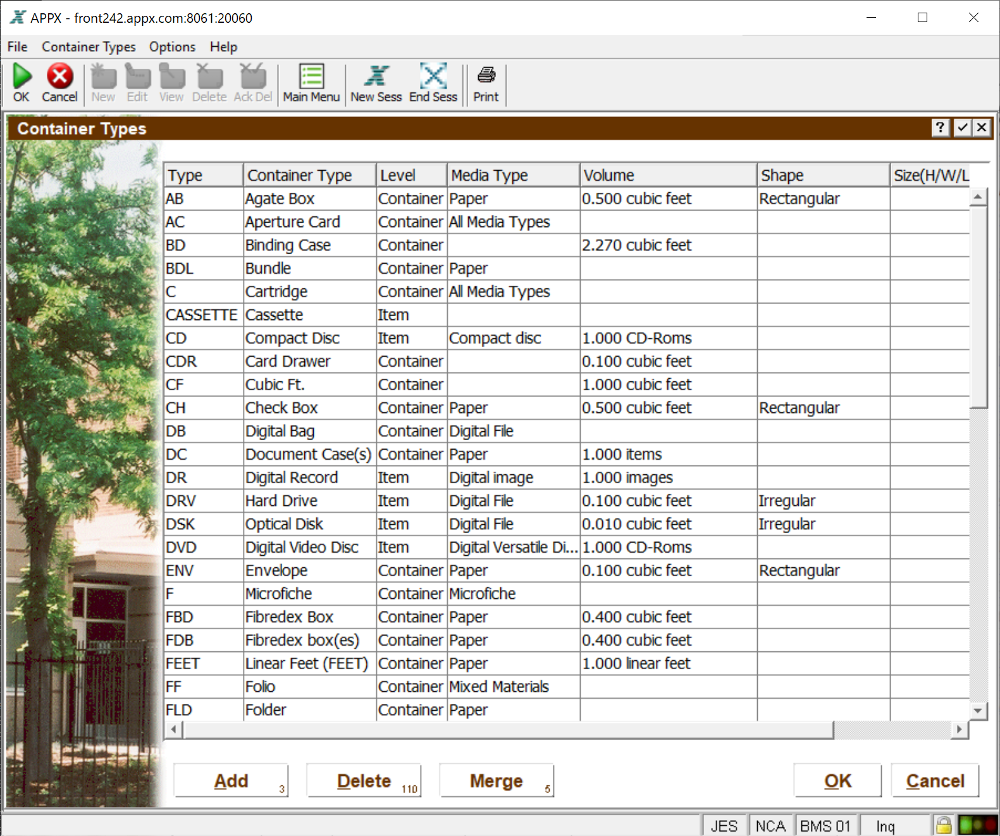 APPX - front242.appx.com:8061:20060
File Container Types Options Help
OK Cancel New Edit View Delete Ack Del Main Menu New Sess End Sess Print
Container Types
Type Container Type Level Media Type Volume Shape Size(H/W/L
AB Agate Box Container Paper 0.500 cubic feet Rectangular
AC Aperture Card Container All Media Types
BD Binding Case Container 2.270 cubic feet
BDL Bundle Container Paper
C Cartridge Container All Media Types
CASSETTE Cassette Item
CD Compact Disc Item Compact disc 1.000 CD-Roms
CDR Card Drawer Container 0.100 cubic feet
CF Cubic Ft. Container 1.000 cubic feet
CH Check Box Container Paper 0.500 cubic feet Rectangular
DB Digital Bag Container Digital File
DC Document Case(s) Container Paper 1.000 items
DR Digital Record Item Digital image 1.000 images
DRV Hard Drive Item Digital File 0.100 cubic feet Irregular
DSK Optical Disk Item Digital File 0.010 cubic feet Irregular
DVD Digital Video Disc Item Digital Versatile Di... 1.000 CD-Roms
ENV Envelope Container Paper 0.100 cubic feet Rectangular
F Microfiche Container Microfiche
FBD Fibredex Box Container Paper 0.400 cubic feet
FDB Fibredex box(es) Container Paper 0.400 cubic feet
FEET Linear Feet (FEET) Container Paper 1.000 linear feet
FF Folio Container Mixed Materials
FLD Folder Container Paper
Add 3 Delete 110 Merge 5 OK Cancel
JES NCA BMS 01 Inq